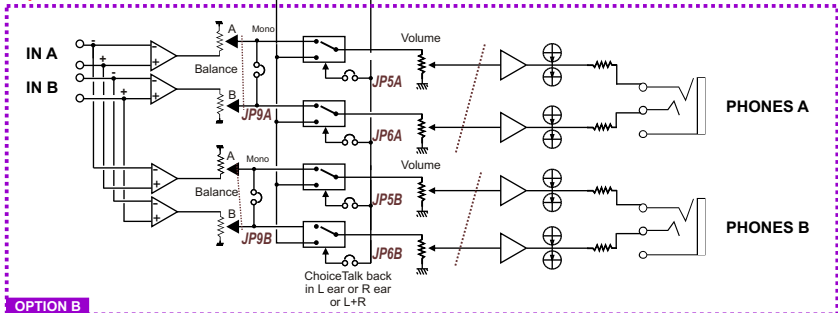 A
Mono
Volume
IN A
-
-
+
+
JP5A
Balance
IN B
-
-
+
+
B
JP9A
JP6A
PHONES A
A
Mono
Volume
-
+
JP5B
Balance
-
+
B
JP9B
JP6B
PHONES B
ChoiceTalk back
in L ear or R ear
or L+R
OPTION B